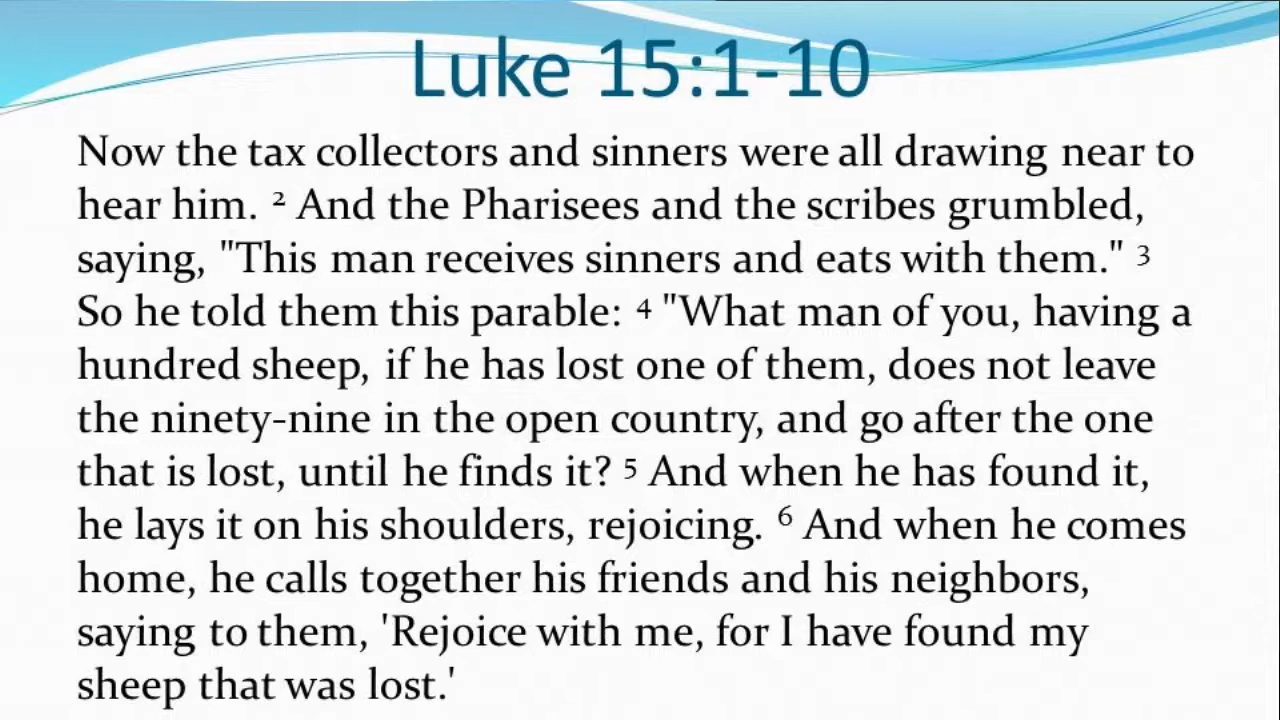 Luke 15:1-10
Now the tax collectors and sinners were all drawing near to
hear him. ² And the Pharisees and the scribes grumbled,
saying, "This man receives sinners and eats with them." ³
So he told them this parable: ⁴ "What man of you, having a
hundred sheep, if he has lost one of them, does not leave
the ninety-nine in the open country, and go after the one
that is lost, until he finds it? ⁵ And when he has found it,
he lays it on his shoulders, rejoicing. ⁶ And when he comes
home, he calls together his friends and his neighbors,
saying to them, 'Rejoice with me, for I have found my
sheep that was lost.'